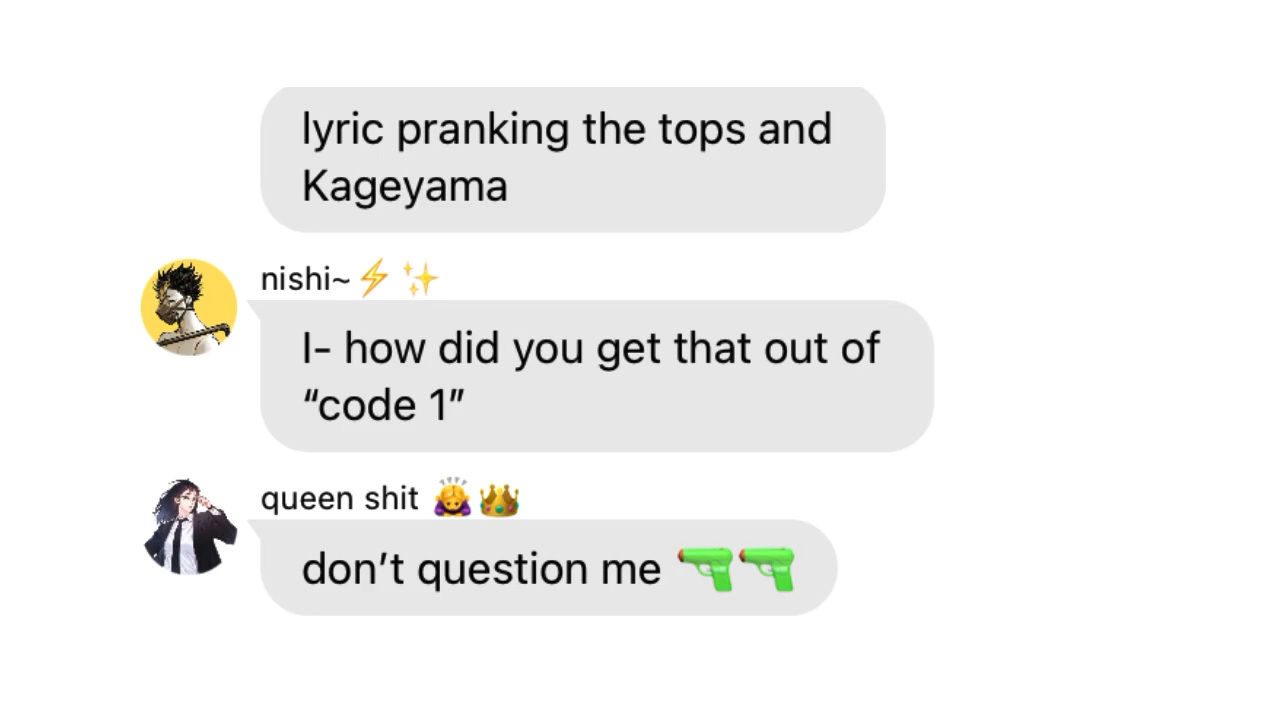 lyric pranking the tops and
Kageyama
nishi~⚡✨
I- how did you get that out of
“code 1”
queen shit 🙇‍♀️👑
don’t question me 🔫🔫